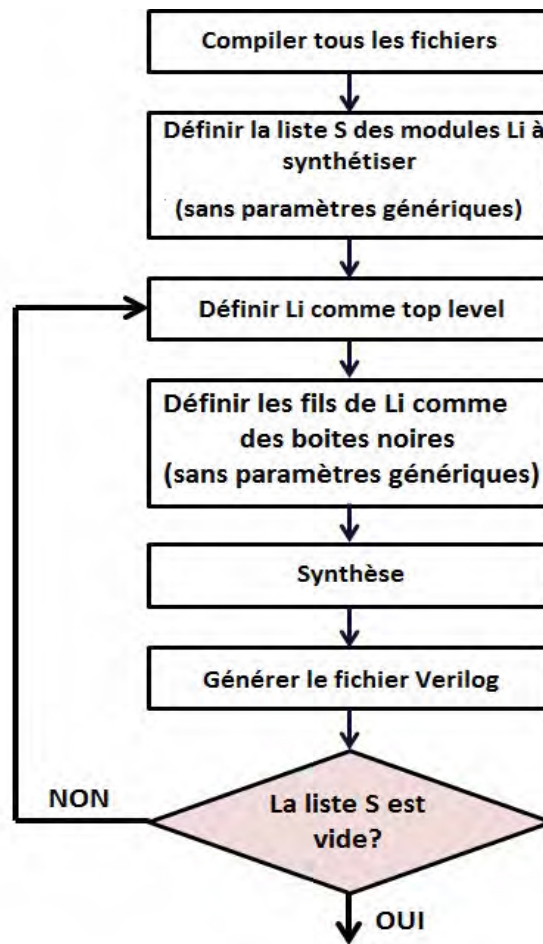 Compiler tous les fichiers
Définir la liste S des modules Li à
synthétiser
(sans paramètres génériques)
Définir Li comme top level
Définir les fils de Li comme
des boites noires
(sans paramètres génériques)
Synthèse
Générer le fichier Verilog
La liste S est
vide?
NON
OUI